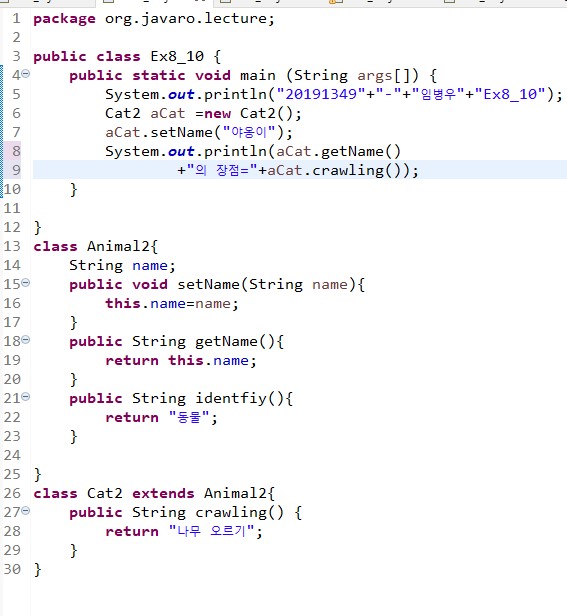 1 package org.javaro.lecture;
2
3 public class Ex8_10 {
4 public static void main (String args[]) {
5 System.out.println("20191349"+"-"+"임병우"+"Ex8_10");
6 Cat2 aCat =new Cat2();
7 aCat.setName("야옹이");
8 System.out.println(aCat.getName()
9 +"의 장점="+aCat.crawling());
10 }
11
12 }
13 class Animal2{
14 String name;
15 public void setName(String name){
16 this.name=name;
17 }
18 public String getName(){
19 return this.name;
20 }
21 public String identfiy(){
22 return "동물";
23 }
24
25 }
26 class Cat2 extends Animal2{
27 public String crawling() {
28 return "나무 오르기";
29 }
30 }